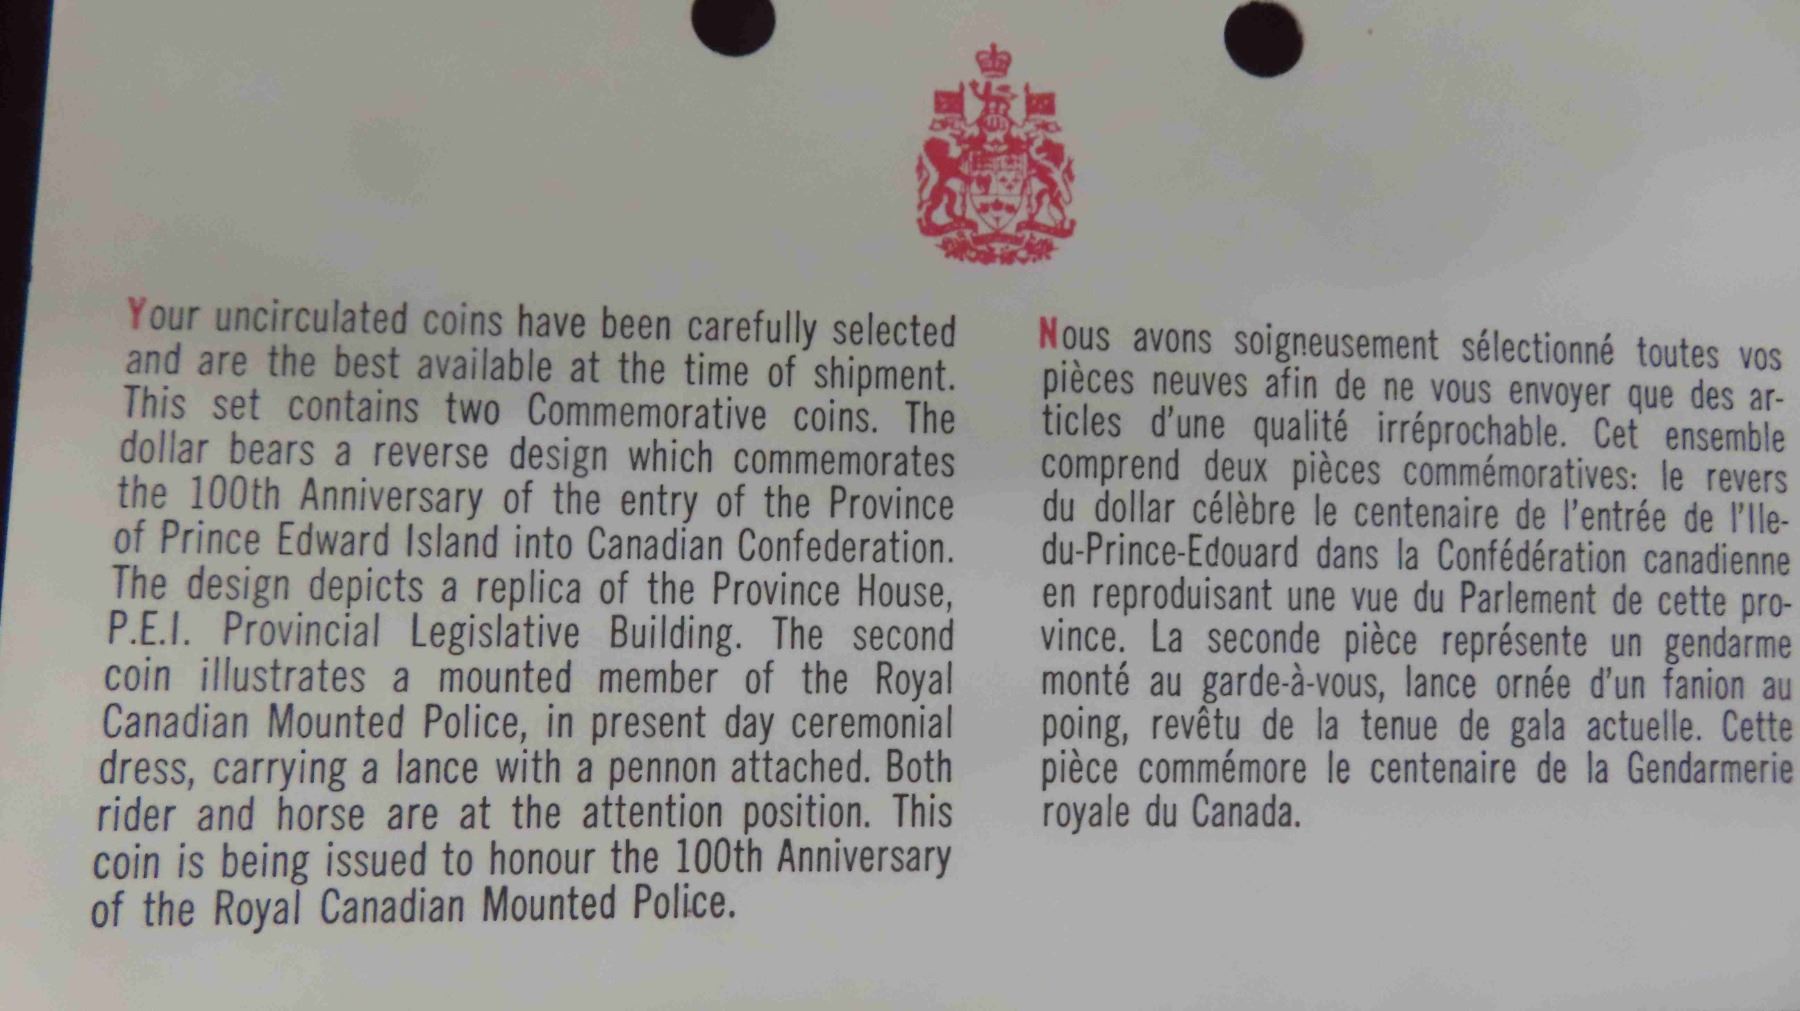 Your uncirculated coins have been carefully selected
and are the best available at the time of shipment.
This set contains two Commemorative coins. The
dollar bears a reverse design which commemorates
the 100th Anniversary of the entry of the Province
of Prince Edward Island into Canadian Confederation.
The design depicts a replica of the Province House,
P.E.I. Provincial Legislative Building. The second
coin illustrates a mounted member of the Royal
Canadian Mounted Police, in present day ceremonial
dress, carrying a lance with a pennon attached. Both
rider and horse are at the attention position. This
coin is being issued to honour the 100th Anniversary
of the Royal Canadian Mounted Police.
Nous avons soigneusement sélectionné toutes vos
pièces neuves afin de ne vous envoyer que des ar-
ticles d'une qualité irréprochable. Cet ensemble
comprend deux pièces commémoratives: le revers
du dollar célèbre le centenaire de l'entrée de l'Ile-
du-Prince-Edouard dans la Confédération canadienne
en reproduisant une vue du Parlement de cette pro-
vince. La seconde pièce représente un gendarme
monté au garde-à-vous, lance ornée d'un fanion au
poing, revêtu de la tenue de gala actuelle. Cette
pièce commémore le centenaire de la Gendarmerie
royale du Canada.